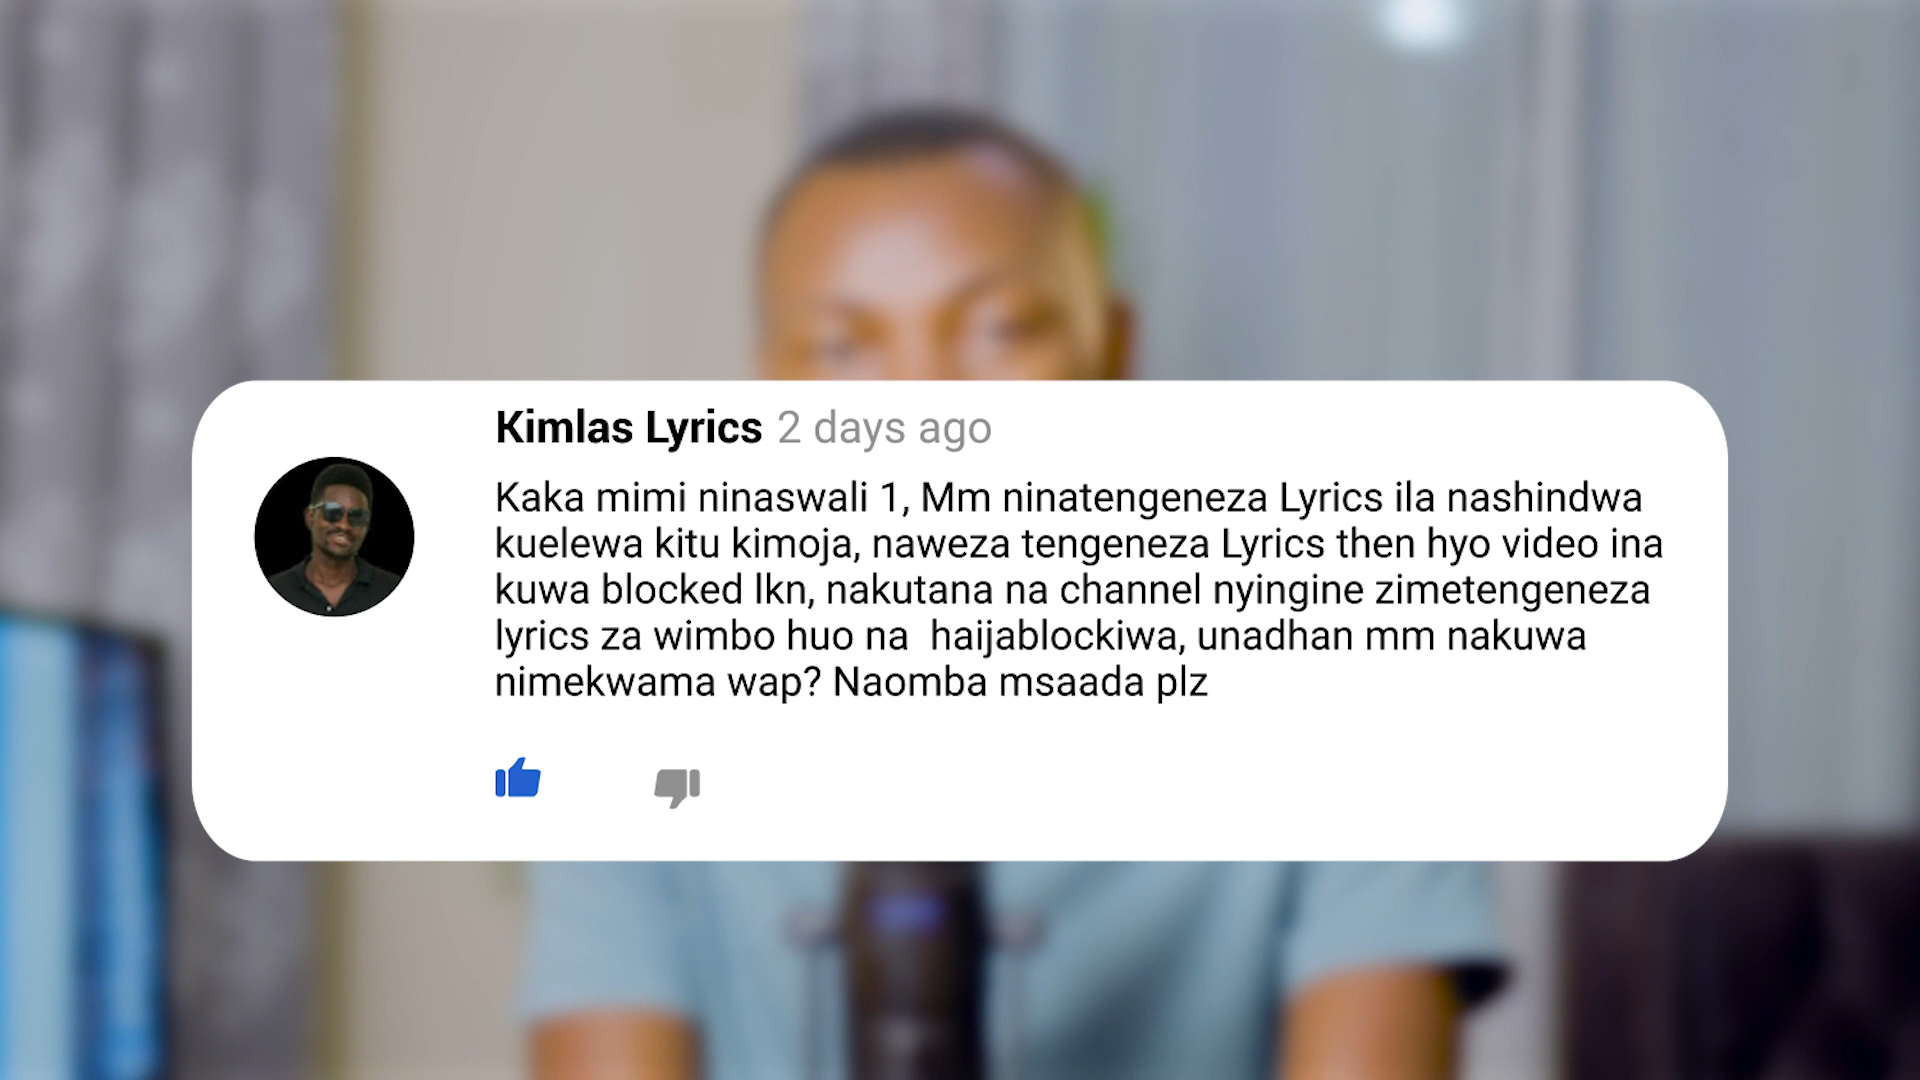 Kimlas Lyrics 2 days ago
Kaka mimi ninaswali 1, Mm ninatengeneza Lyrics ila nashindwa
kuelewa kitu kimoja, naweza tengeneza Lyrics then hyo video ina
kuwa blocked lkn, nakutana na channel nyingine zimetengeneza
lyrics za wimbo huo na  haijablockiwa, unadhan mm nakuwa
nimekwama wap? Naomba msaada plz